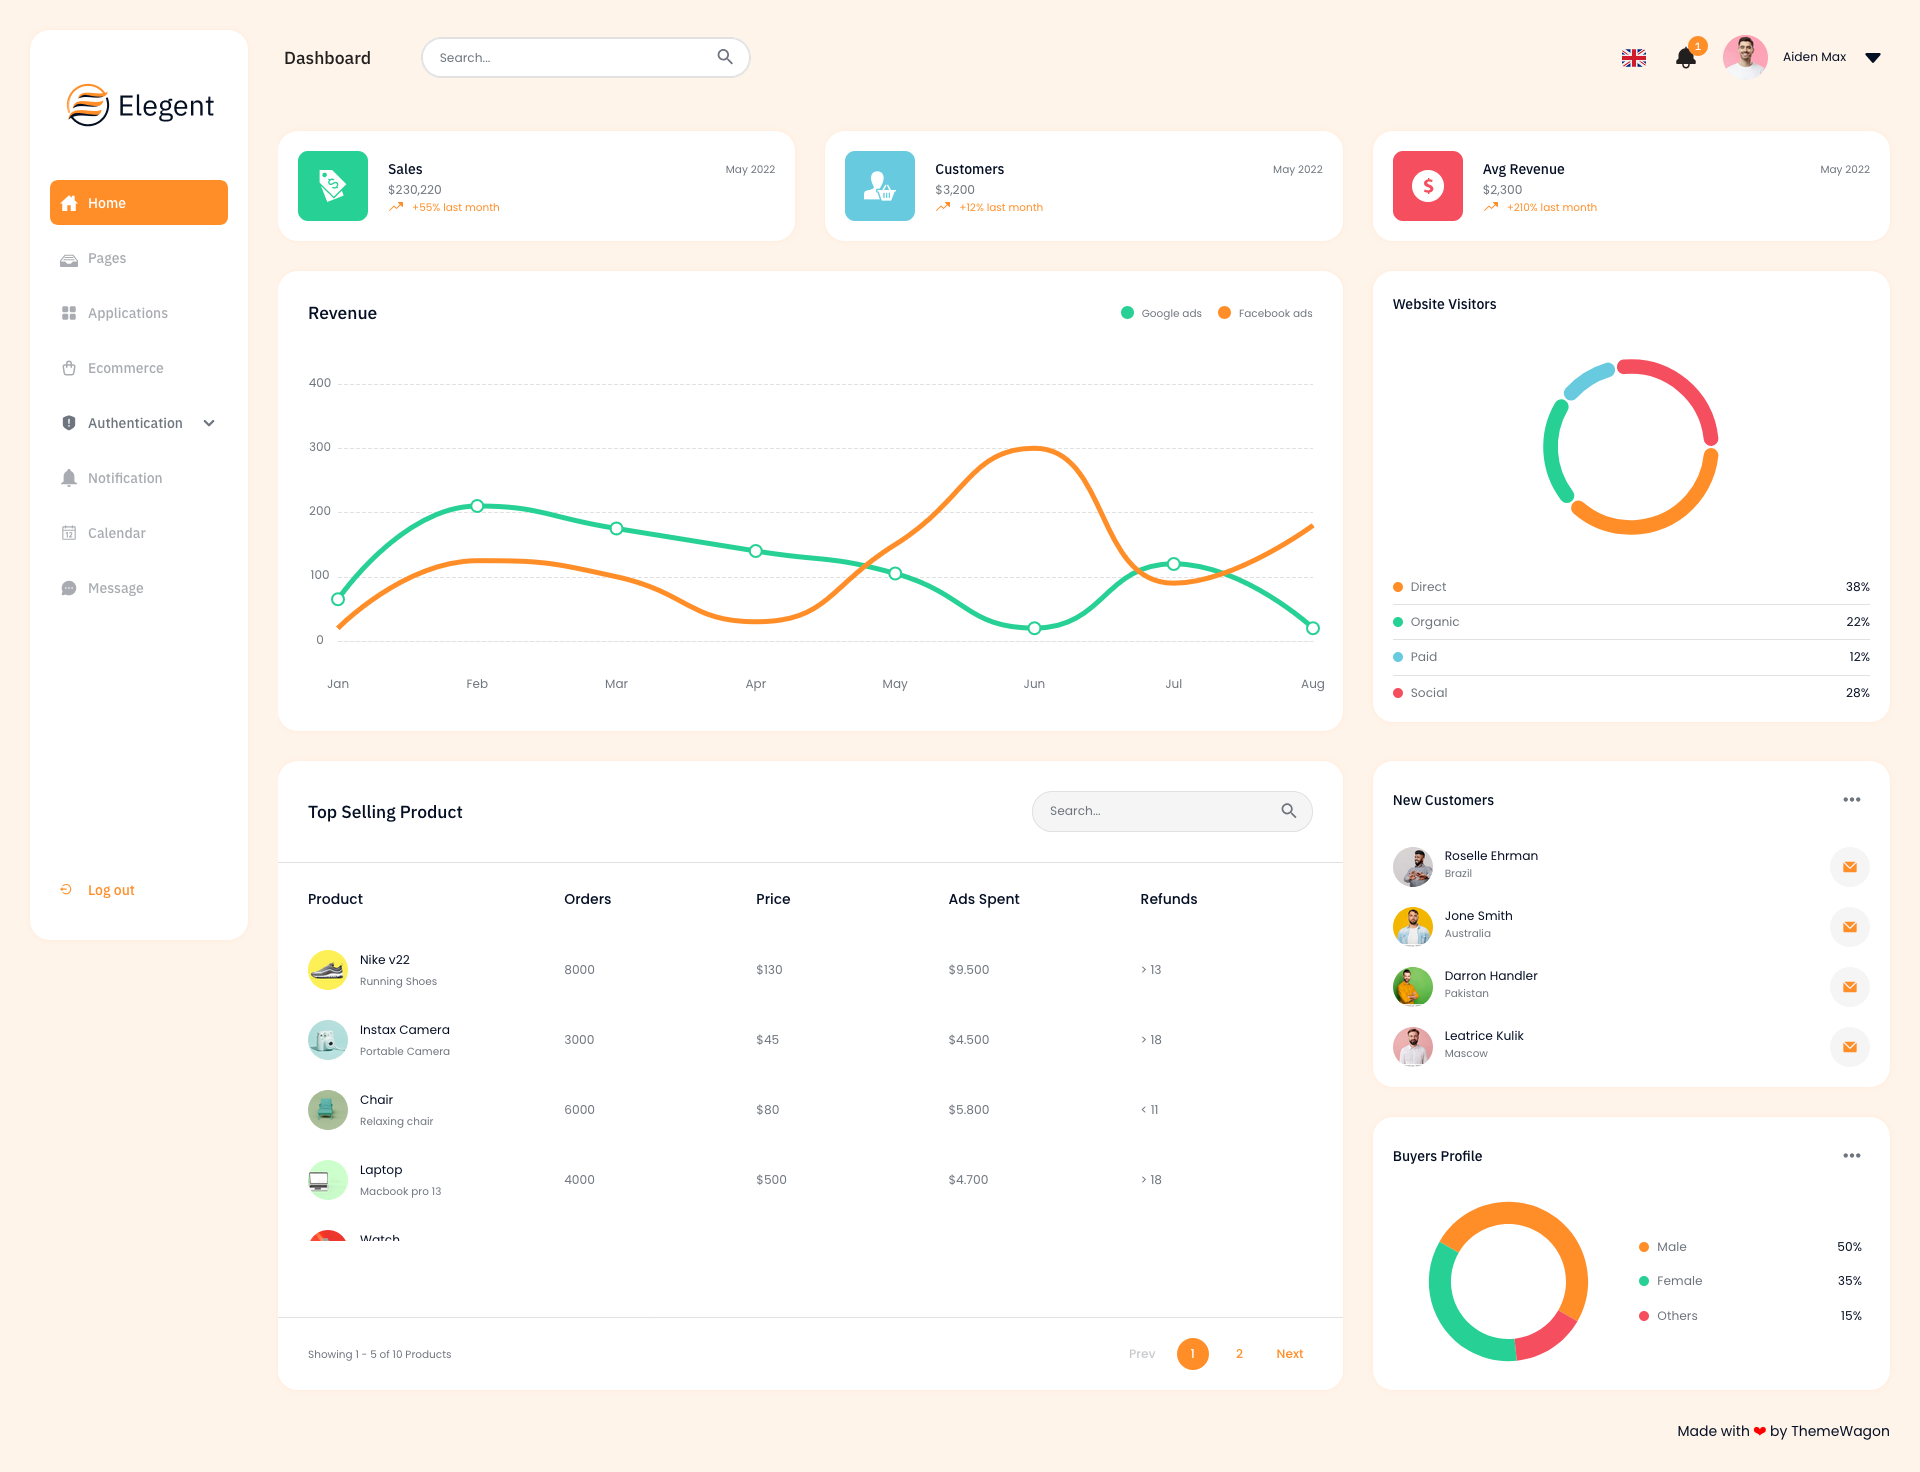 Elegent
Home
Pages
Applications
Ecommerce
Authentication
Notification
Calendar
Message
Log out
Dashboard
Search...
1
Aiden Max
Sales
May 2022
$230,220
+55% last month
Customers
May 2022
$3,200
+12% last month
Avg Revenue
May 2022
$2,300
+210% last month
Revenue
Google ads
Facebook ads
400
300
200
100
0
Jan Feb Mar Apr May Jun Jul Aug
Website Visitors
Direct 38%
Organic 22%
Paid 12%
Social 28%
Top Selling Product
Search...
Product Orders Price Ads Spent Refunds
Nike v22
Running Shoes
8000 $130 $9.500 > 13
Instax Camera
Portable Camera
3000 $45 $4.500 > 18
Chair
Relaxing chair
6000 $80 $5.800 < 11
Laptop
Macbook pro 13
4000 $500 $4.700 > 18
Watch
Showing 1 - 5 of 10 Products
Prev 1 2 Next
New Customers
Roselle Ehrman
Brazil
Jone Smith
Australia
Darron Handler
Pakistan
Leatrice Kulik
Mascow
Buyers Profile
Male 50%
Female 35%
Others 15%
Made with ❤ by ThemeWagon